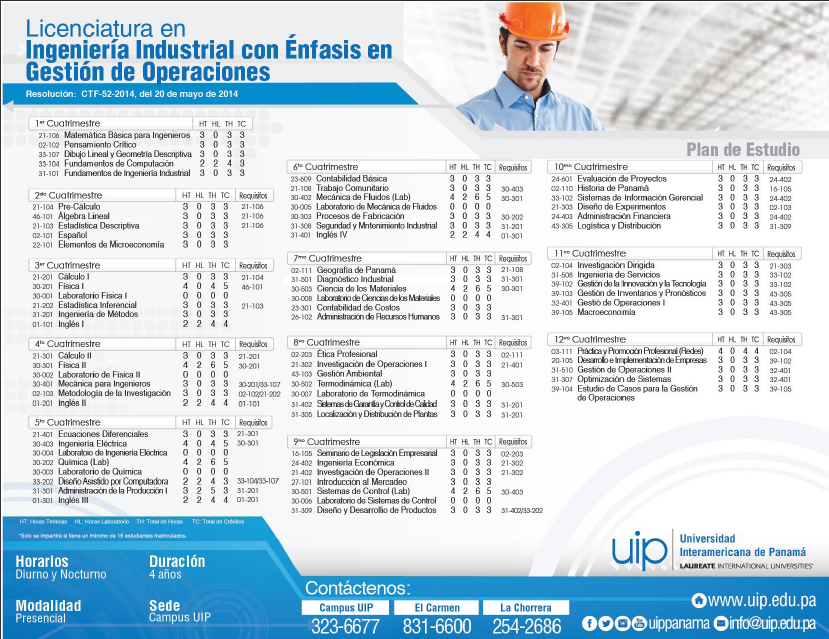 Licenciatura en
Ingeniería Industrial con Énfasis en
Gestión de Operaciones
Resolución: CTF-52-2014, del 20 de mayo de 2014
Plan de Estudio
1er Cuatrimestre HT HL TH TC
21-106 Matemática Básica para Ingenieros 3 0 3 3
02-102 Pensamiento Crítico 3 0 3 3
33-107 Dibujo Lineal y Geometría Descriptiva 3 0 3 3
33-104 Fundamentos de Computación 2 2 4 3
31-101 Fundamentos de Ingeniería Industrial 3 0 3 3
2do Cuatrimestre HT HL TH TC Requisitos
21-104 Pre-Cálculo 3 0 3 3 21-106
46-101 Álgebra Lineal 3 0 3 3 21-106
21-103 Estadística Descriptiva 3 0 3 3 21-106
02-101 Español 3 0 3 3
22-101 Elementos de Microeconomía 3 0 3 3
3er Cuatrimestre HT HL TH TC Requisitos
21-201 Cálculo I 3 0 3 3 21-104
30-201 Física I 4 0 4 5 46-101
30-001 Laboratorio Física I 0 0 0 0
21-202 Estadística Inferencial 3 0 3 3 21-103
31-201 Ingeniería de Métodos 3 0 3 3
01-101 Inglés I 2 2 4 4
4to Cuatrimestre HT HL TH TC Requisitos
21-301 Cálculo II 3 0 3 3 21-201
30-301 Física II 4 2 6 5 30-201
30-002 Laboratorio de Física II 0 0 0 0
30-401 Mecánica para Ingenieros 3 0 3 3 30-201/33-107
02-103 Metodología de la Investigación 3 0 3 3 02-102/21-202
01-201 Inglés II 2 2 4 4 01-101
5to Cuatrimestre HT HL TH TC Requisitos
21-401 Ecuaciones Diferenciales 3 0 3 3 21-301
30-403 Ingeniería Eléctrica 4 0 4 5 30-301
30-004 Laboratoio de Ingeniería Eléctrica 0 0 0 0
30-202 Química (Lab) 4 2 6 5
30-003 Laboratorio de Química 0 0 0 0
33-202 Diseño Asistido por Computadora 2 2 4 3 33-104/33-107
31-301 Administración de la Producción I 3 2 5 3 31-201
01-301 Inglés III 2 2 4 4 01-201
6to Cuatrimestre HT HL TH TC Requisitos
23-609 Contabilidad Básica 3 0 3 3
21-108 Trabajo Comunitario 3 0 3 3 30-403
30-402 Mecánica de Fluidos (Lab) 4 2 6 5 30-301
30-005 Laboratorio de Mecánica de Fluidos 0 0 0 0
30-303 Procesos de Fabricación 3 0 3 3 30-202
31-308 Seguridad y Mntenimiento Industrial 3 0 3 3 31-201
31-401 Inglés IV 2 2 4 4 01-301
7mo Cuatrimestre HT HL TH TC Requisitos
02-111 Geografía de Panamá 3 0 3 3 21-108
31-501 Diagnóstico Industrial 3 0 3 3 31-301
30-503 Ciencia de los Materiales 4 2 6 5 30-301
30-008 Laboratorio de Ciencias de los Materiales 0 0 0 0
23-301 Contabilidad de Costos 3 0 3 3
26-102 Administración de Recursos Humanos 3 0 3 3 31-301
8vo Cuatrimestre HT HL TH TC Requisitos
02-203 Ética Profesional 3 0 3 3 02-111
21-302 Investigación de Operaciones I 3 0 3 3 21-401
43-103 Gestión Ambiental 3 0 3 3
30-502 Termodinámica (Lab) 4 2 6 5 30-503
30-007 Laboratorio de Termodinámica 0 0 0 0
31-402 Sistemas de Garantía y Control de Calidad 3 0 3 3 31-201
31-305 Localización y Distribución de Plantas 3 0 3 3 31-201
9no Cuatrimestre HT HL TH TC Requisitos
16-105 Seminario de Legislación Empresarial 3 0 3 3 02-203
24-402 Ingeniería Económica 3 0 3 3 21-302
21-402 Investigación de Operaciones II 3 0 3 3 21-302
27-101 Introducción al Mercadeo 3 0 3 3
30-501 Sistemas de Control (Lab) 4 2 6 5 30-403
30-006 Laboratorio de Sistemas de Control 0 0 0 0
31-309 Diseño y Desarrollo de Productos 3 0 3 3 31-402/33-202
10mo Cuatrimestre HT HL TH TC Requisitos
24-601 Evaluación de Proyectos 3 0 3 3 24-402
02-110 Historia de Panamá 3 0 3 3 16-105
33-102 Sistemas de Información Gerencial 3 0 3 3 24-402
21-303 Diseño de Experimentos 3 0 3 3 02-103
24-403 Administración Financiera 3 0 3 3 24-402
43-305 Logística y Distribución 3 0 3 3 31-309
11mo Cuatrimestre HT HL TH TC Requisitos
02-104 Investigación Dirigida 3 0 3 3 21-303
31-508 Ingeniería de Servicios 3 0 3 3 33-102
39-102 Gestión de la Innovación y la Tecnología 3 0 3 3 33-102
39-103 Gestión de Inventarios y Pronósticos 3 0 3 3 43-305
32-401 Gestió de Operaciones I 3 0 3 3 43-305
39-105 Macroeconomía 3 0 3 3 43-305
12mo Cuatrimestre HT HL TH TC Requisitos
03-111 Práctica y Promoción Profesional (Redes) 4 0 4 4 02-104
20-105 Desarrollo e Implementación de Empresas 3 0 3 3 39-102
31-510 Gestión de Operaciones II 3 0 3 3 32-401
31-307 Optimización de Sistemas 3 0 3 3 32-401
39-104 Estudio de Casos para la Gestión 3 0 3 3 39-105
de Operaciones
HT: Horas Teóricas HL: Horas Laboratorio TH: Total de Horas TC: Total de Créditos
*Solo se impartirá si tiene un mínimo de 15 estudiantes matriculados.
Horarios
Diurno y Nocturno
Duración
4 años
Modalidad
Presencial
Sede
Campus UIP
Contáctenos:
Campus UIP
323-6677
El Carmen
831-6600
La Chorrera
254-2686
uip
Universidad
Interamericana de Panamá
LAUREATE INTERNATIONAL UNIVERSITIES
www.uip.edu.pa
uippanama info@uip.edu.pa